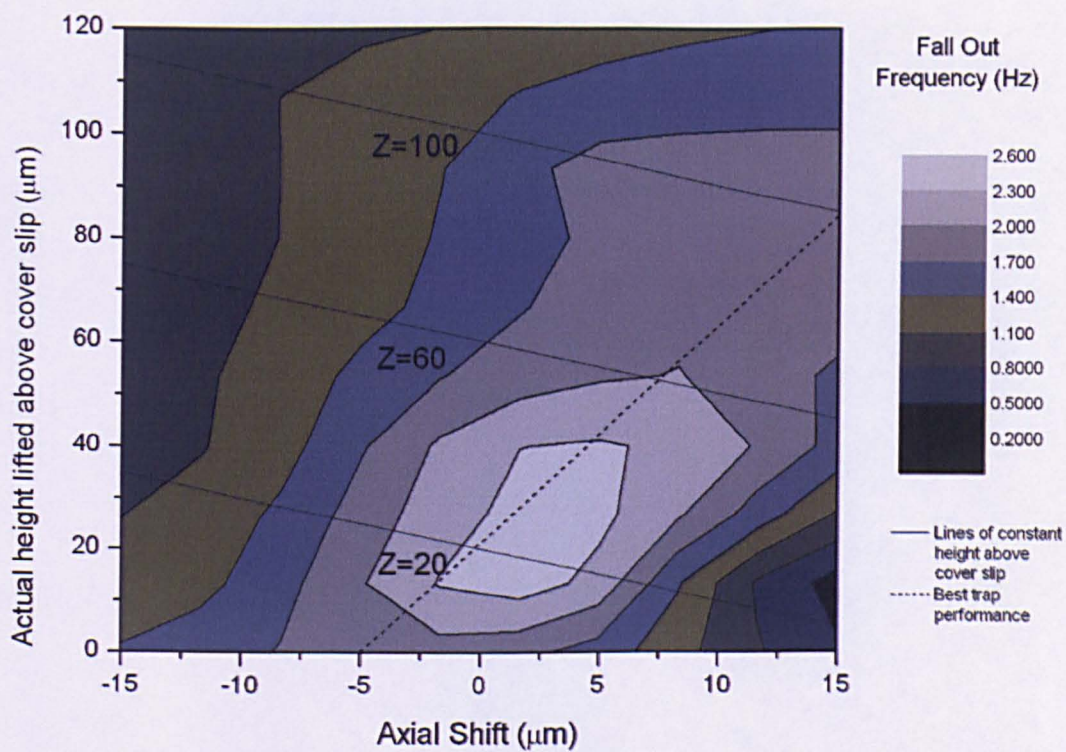 120
100
80
60
40
20
0
Actual height lifted above cover slip (μm)
Z=100
Z=60
Z=20
-15
-10
-5
0
5
10
15
Axial Shift (μm)
Fall Out
Frequency (Hz)
2.600
2.300
2.000
1.700
1.400
1.100
0.8000
0.5000
0.2000
Lines of constant
height above
cover slip
Best trap
performance